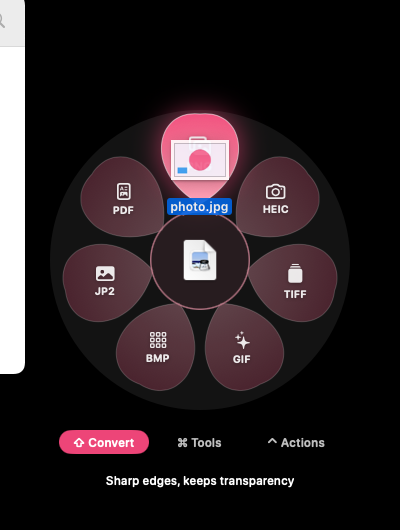 photo.jpg
PDF
HEIC
JP2
TIFF
BMP
GIF
⇧ Convert
⌘ Tools
^ Actions
Sharp edges, keeps transparency